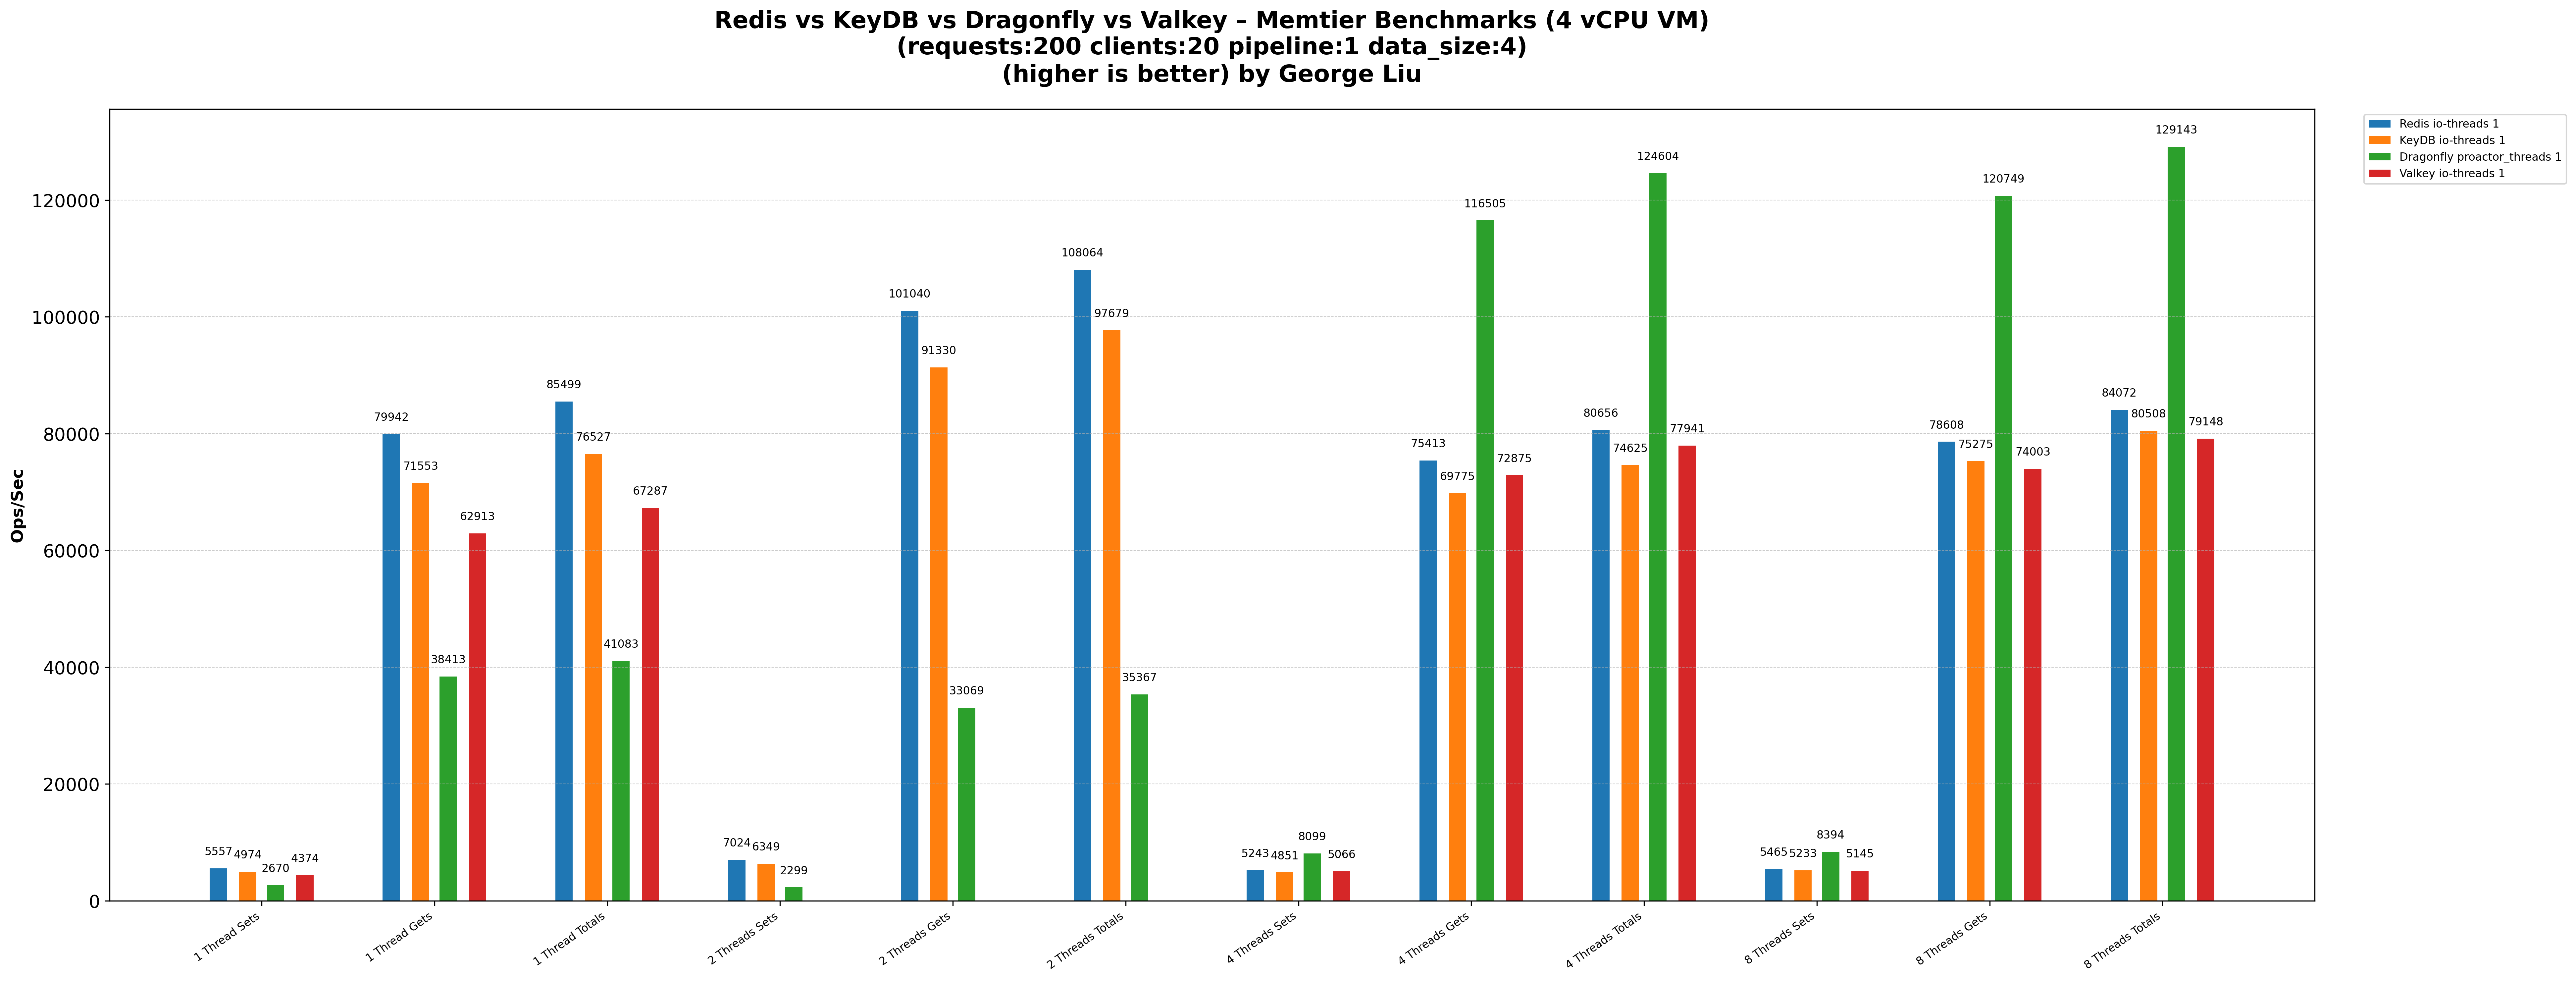 Redis vs KeyDB vs Dragonfly vs Valkey – Memtier Benchmarks (4 vCPU VM)
(requests:200 clients:20 pipeline:1 data_size:4)
(higher is better) by George Liu
Redis io-threads 1
KeyDB io-threads 1
Dragonfly proactor_threads 1
Valkey io-threads 1
Ops/Sec
120000
100000
80000
60000
40000
20000
0
5557
4974
2670
4374
79942
71553
38413
62913
85499
76527
41083
67287
7024
6349
2299
101040
91330
33069
108064
97679
35367
5243
4851
8099
5066
75413
69775
116505
72875
80656
74625
124604
77941
5465
5233
8394
5145
78608
75275
120749
74003
84072
80508
129143
79148
1 Thread Sets
1 Thread Gets
1 Thread Totals
2 Threads Sets
2 Threads Gets
2 Threads Totals
4 Threads Sets
4 Threads Gets
4 Threads Totals
8 Threads Sets
8 Threads Gets
8 Threads Totals